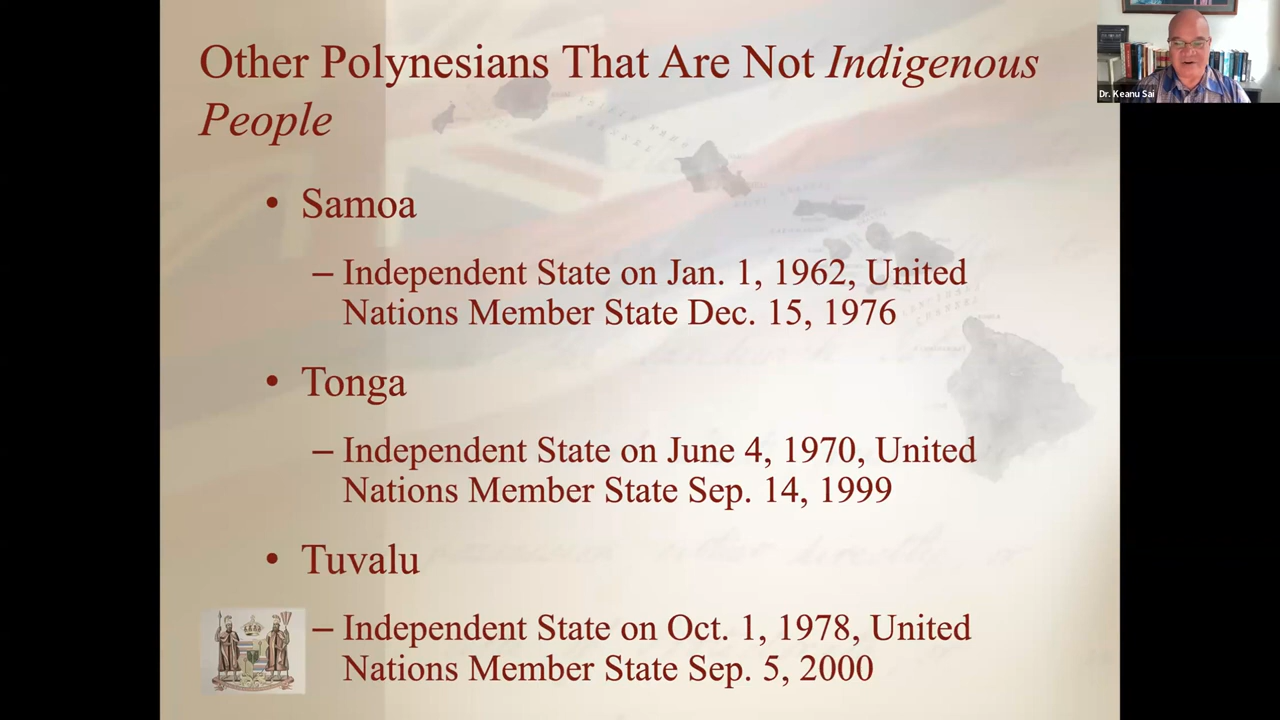 Other Polynesians That Are Not Indigenous
People
Dr. Keanu Sai
• Samoa
– Independent State on Jan. 1, 1962, United
Nations Member State Dec. 15, 1976
• Tonga
– Independent State on June 4, 1970, United
Nations Member State Sep. 14, 1999
• Tuvalu
– Independent State on Oct. 1, 1978, United
Nations Member State Sep. 5, 2000